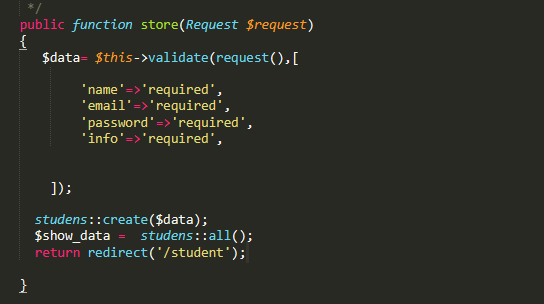 */
public function store(Request $request)
{
$data= $this->validate(request(),[
'name'=>'required',
'email'=>'required',
'password'=>'required',
'info'=>'required',
]);
studens::create($data);
$show_data =  studens::all();
return redirect('/student');
}